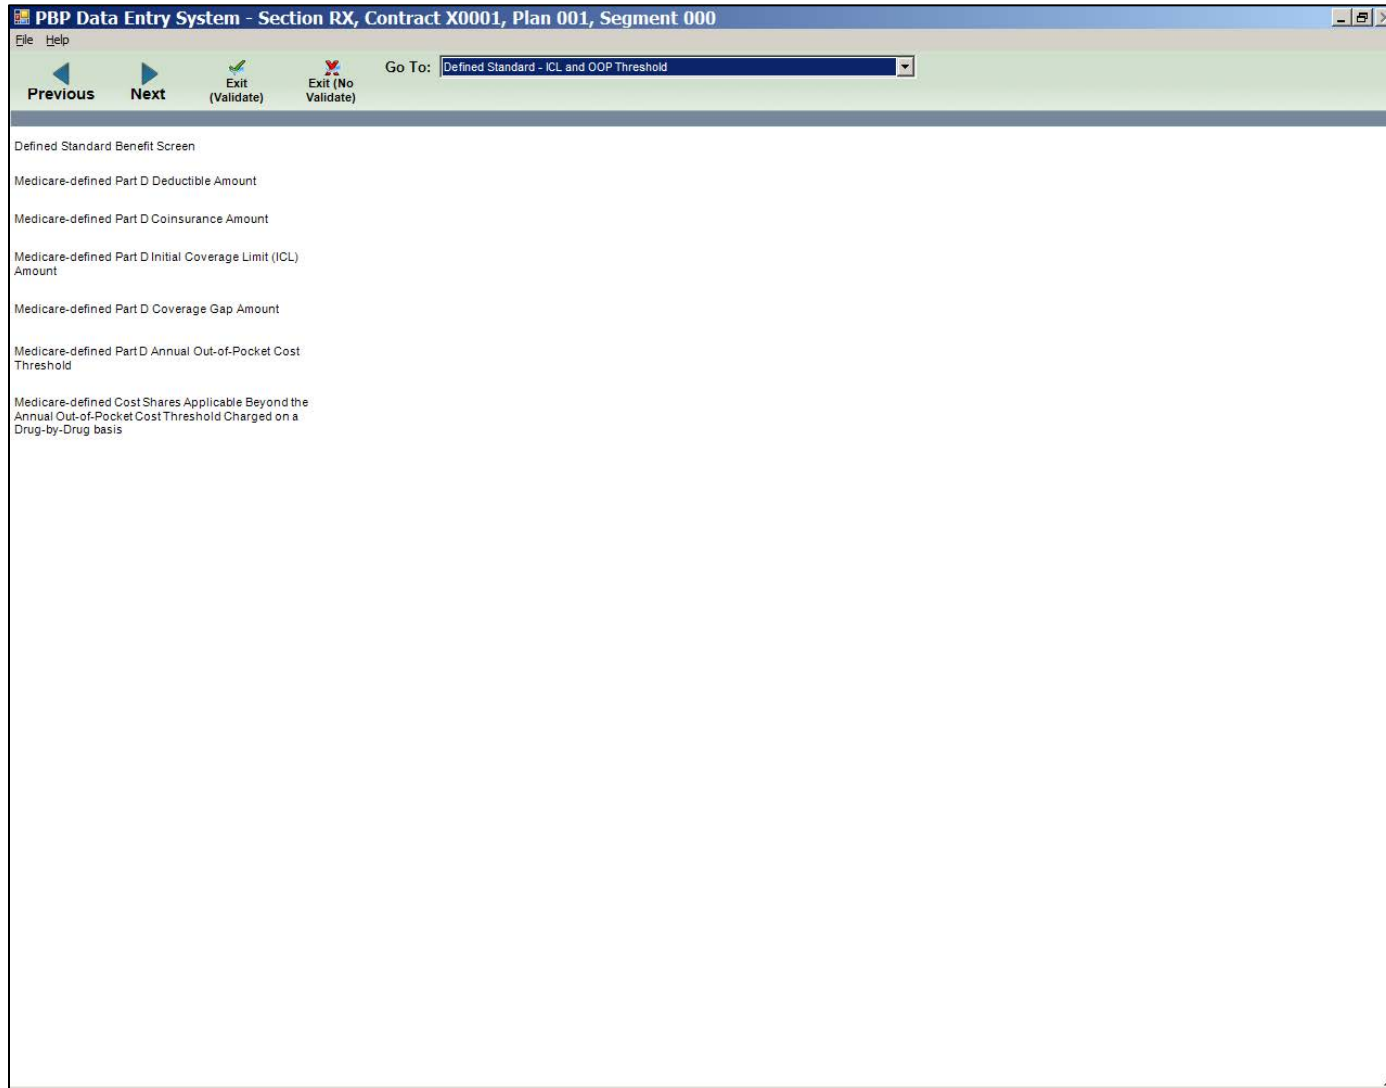 PBP Data Entry System - Section RX, Contract X0001, Plan 001, Segment 000
File Help
Previous
Next
Exit
(Validate)
Exit (No
Validate)
Go To:
Defined Standard - ICL and OOP Threshold
Defined Standard Benefit Screen
Medicare-defined Part D Deductible Amount
Medicare-defined Part D Coinsurance Amount
Medicare-defined Part D Initial Coverage Limit (ICL)
Amount
Medicare-defined Part D Coverage Gap Amount
Medicare-defined Part D Annual Out-of-Pocket Cost
Threshold
Medicare-defined Cost Shares Applicable Beyond the
Annual Out-of-Pocket Cost Threshold Charged on a
Drug-by-Drug basis